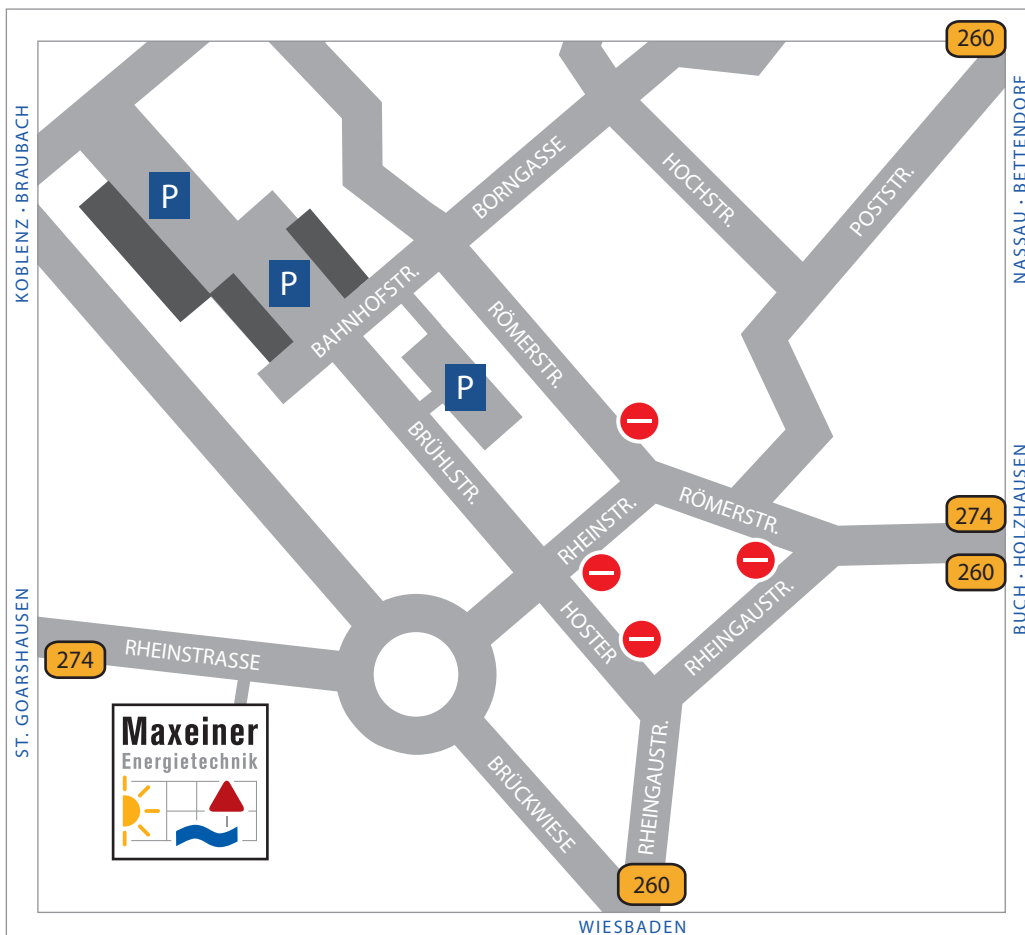 260
KOBLENZ · BRAUBACH
NASSAU · BETTENDORF
BORNGASSE
HOCHSTR.
POSTSTR.
P
P
BAHNHOFSTR.
RÖMERSTR.
P
BRÜHLSTR.
RÖMERSTR.
RHEINSTR.
274
260
BUCH · HOLZHAUSEN
HOSTER
RHEINGAUSTR.
ST. GOARSHAUSEN
274
RHEINSTRASSE
Maxeiner
Energietechnik
BRÜCKWIESE
RHEINGAUSTR.
260
WIESBADEN